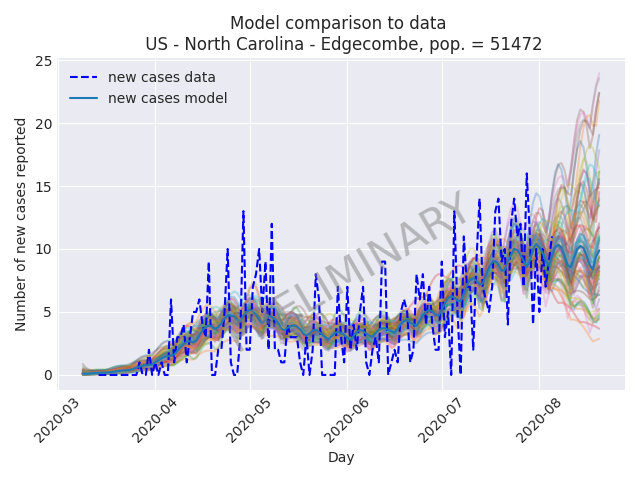 Model comparison to data
US - North Carolina - Edgecombe, pop. = 51472
new cases data
new cases model
Number of new cases reported
25
20
15
10
5
0
2020-03
2020-04
2020-05
2020-06
2020-07
2020-08
Day